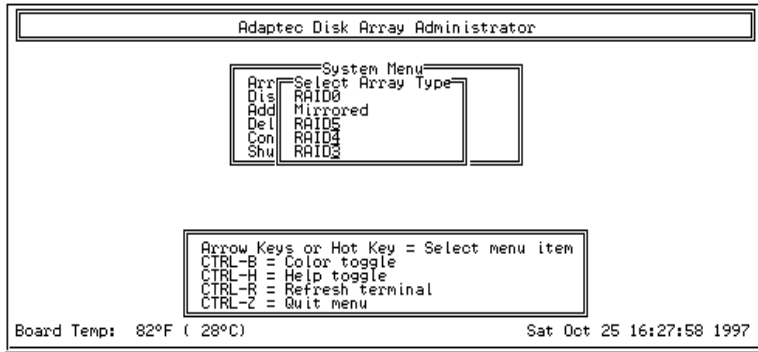 Adaptec Disk Array Administrator
System Menu
Select Array Type
Arr RAID0
Dis Mirrored
Add RAID5
Del RAID4
Con RAID3
Shu
Arrow Keys or Hot Key = Select menu item
CTRL-B = Color toggle
CTRL-H = Help toggle
CTRL-R = Refresh terminal
CTRL-Z = Quit menu
Board Temp: 82°F ( 28°C) Sat Oct 25 16:27:58 1997